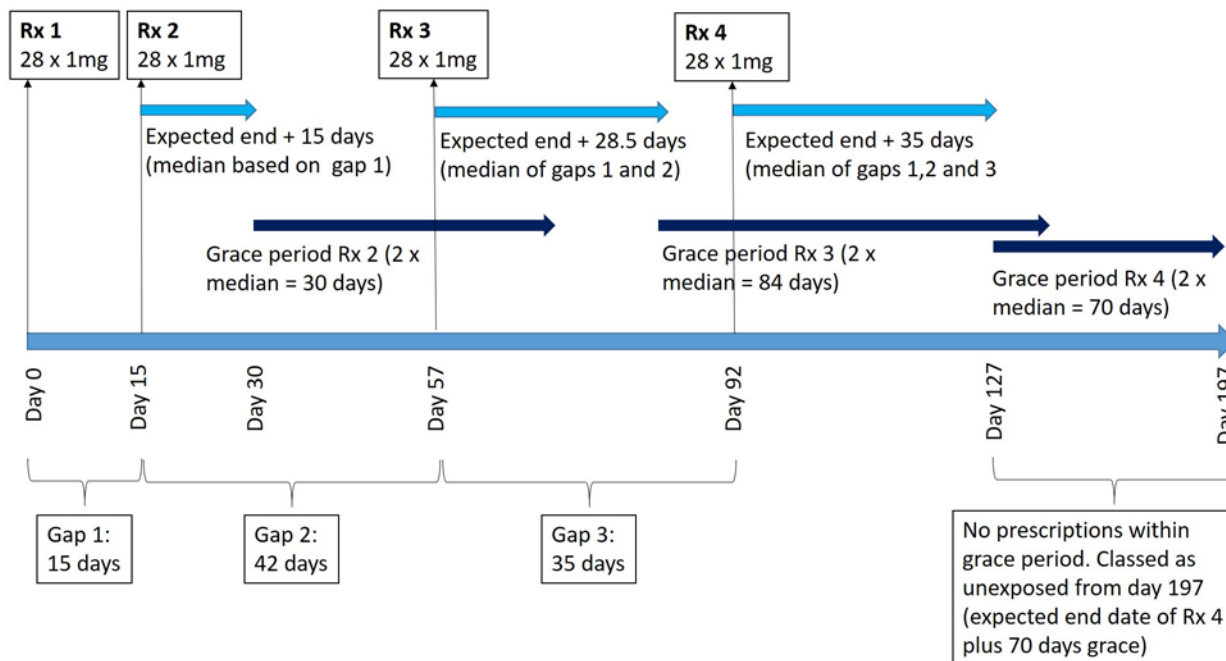 Rx 1
28 x 1mg
Rx 2
28 x 1mg
Rx 3
28 x 1mg
Rx 4
28 x 1mg
Expected end + 15 days
(median based on  gap 1)
Expected end + 28.5 days
(median of gaps 1 and 2)
Expected end + 35 days
(median of gaps 1,2 and 3
Grace period Rx 2 (2 x
median = 30 days)
Grace period Rx 3 (2 x
median = 84 days)
Grace period Rx 4 (2 x
median = 70 days)
Day 0
Day 15
Day 30
Day 57
Day 92
Day 127
Day 197
Gap 1:
15 days
Gap 2:
42 days
Gap 3:
35 days
No prescriptions within
grace period. Classed as
unexposed from day 197
(expected end date of Rx 4
plus 70 days grace)